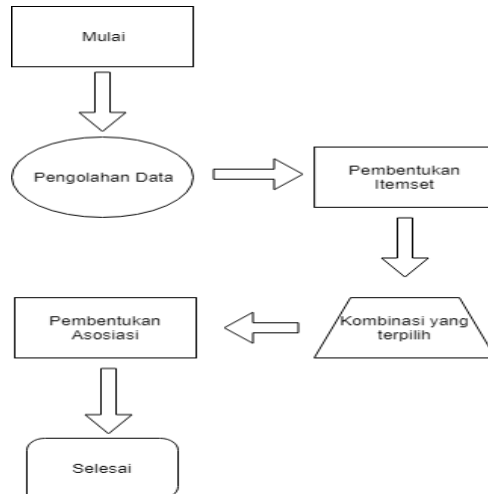 Mulai
Pengolahan Data
Pembentukan
Itemset
Kombinasi yang
terpilih
Pembentukan
Asosiasi
Selesai